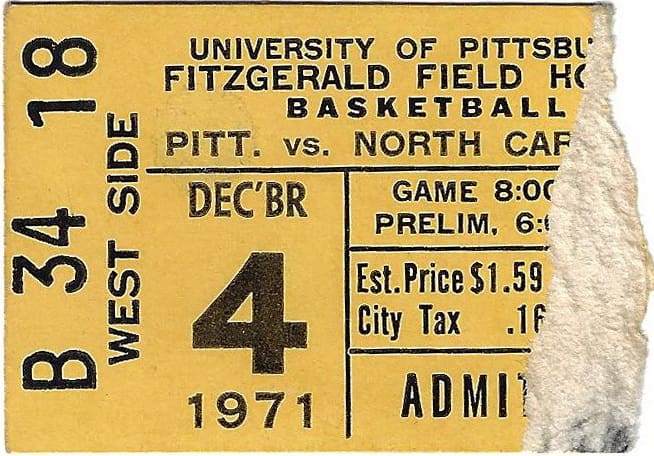 B 34 18
WEST SIDE
UNIVERSITY OF PITTSBU
FITZGERALD FIELD HO
BASKETBALL
PITT. vs. NORTH CAR
DEC'BR
4
1971
GAME 8:00
PRELIM, 6:
Est. Price $1.59
City Tax .16
ADMIT